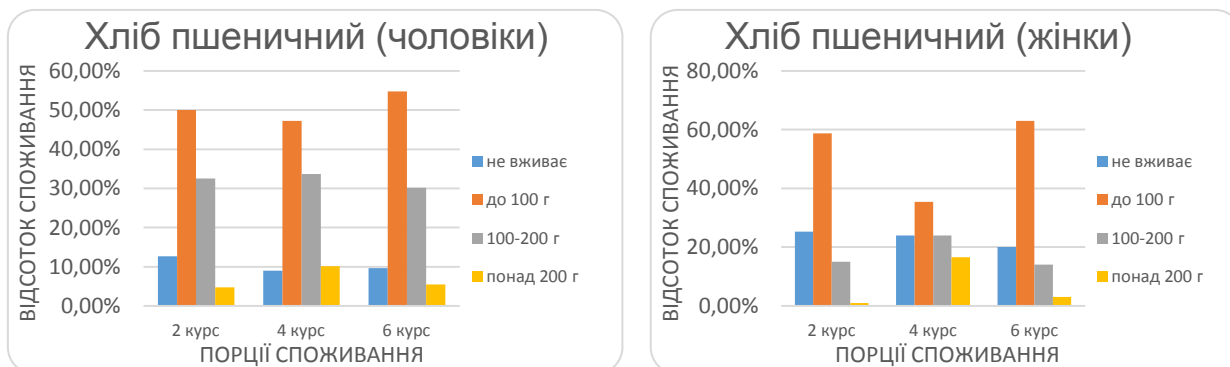 Хліб пшеничний (чоловіки)
ВІДСОТОК СПОЖИВАННЯ
60,00%
50,00%
40,00%
30,00%
20,00%
10,00%
0,00%
2 курс
4 курс
6 курс
ПОРЦІЇ СПОЖИВАННЯ
не вживає
до 100 г
100-200 г
понад 200 г
Хліб пшеничний (жінки)
ВІДСОТОК СПОЖИВАННЯ
80,00%
60,00%
40,00%
20,00%
0,00%
2 курс
4 курс
6 курс
ПОРЦІЇ СПОЖИВАННЯ
не вживає
до 100 г
100-200 г
понад 200 г